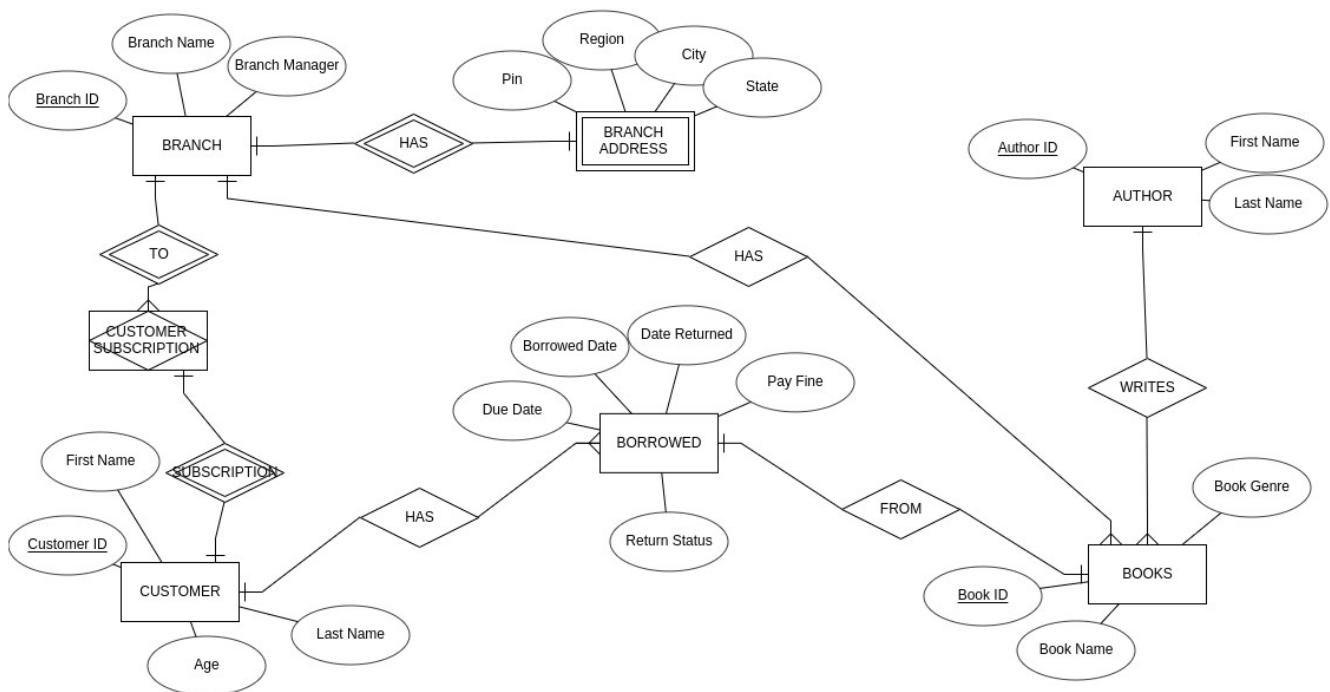 Branch Name
Branch Manager
Branch ID
BRANCH
HAS
Pin
Region
City
State
BRANCH
ADDRESS
Author ID
First Name
Last Name
AUTHOR
TO
HAS
CUSTOMER
SUBSCRIPTION
Borrowed Date
Date Returned
Due Date
Pay Fine
BORROWED
WRITES
First Name
SUBSCRIPTION
HAS
FROM
Book Genre
Customer ID
Return Status
CUSTOMER
BOOKS
Book ID
Last Name
Age
Book Name